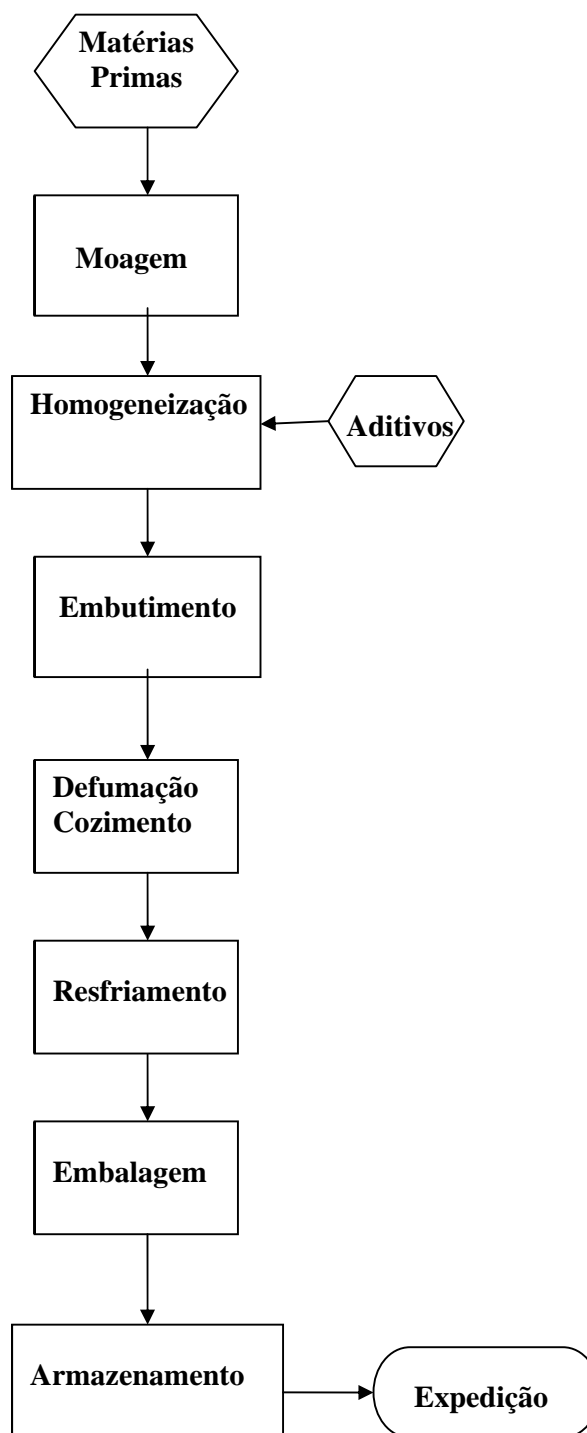 Matérias
Primas
Moagem
Homogeneização
Aditivos
Embutimento
Defumação
Cozimento
Resfriamento
Embalagem
Armazenamento
Expedição